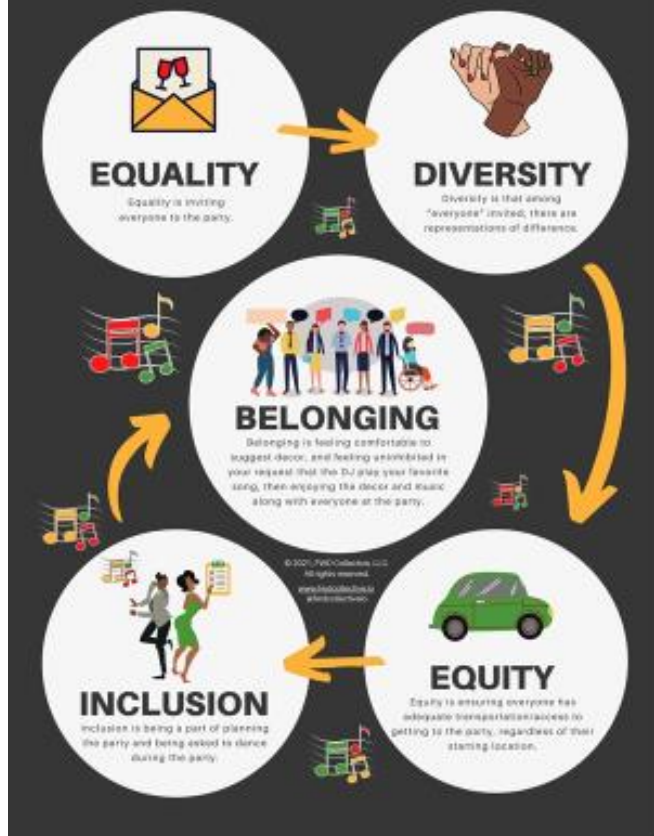 EQUALITY
Equality is inviting
everyone to the party.
DIVERSITY
Diversity is that among
"everyone" invited, there are
representations of difference.
EQUITY
Equity is ensuring everyone has
adequate transportation/access to
getting to the party, regardless of their
starting location.
INCLUSION
Inclusion is being a part of planning
the party and being asked to dance
during the party.
BELONGING
Belonging is feeling comfortable to
suggest decor, and feeling uninhibited in
your request that the DJ play your favorite
song, then enjoying the decor and music
along with everyone at the party.
© 2021, Collective, LLC
All rights reserved.